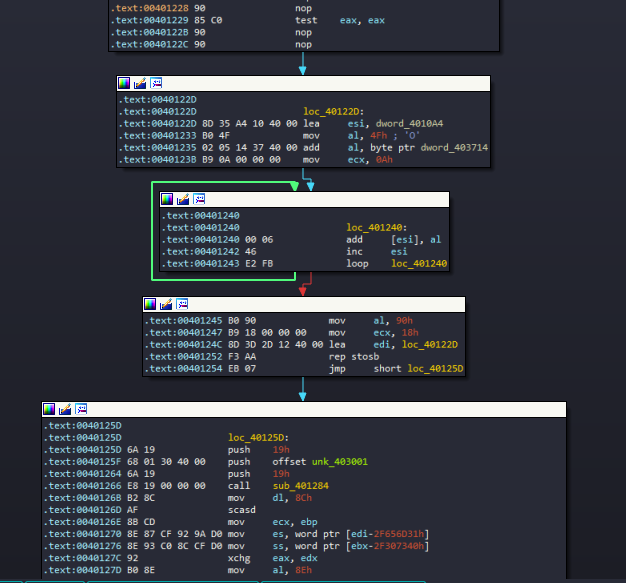 .text:00401228 90 nop
.text:00401229 85 C0 test eax, eax
.text:0040122B 90 nop
.text:0040122C 90 nop
.text:0040122D
.text:0040122D loc_40122D:
.text:0040122D 8D 35 A4 10 40 00 lea esi, dword_4010A4
.text:00401233 B0 4F mov al, 4Fh ; 'O'
.text:00401235 02 05 14 37 40 00 add al, byte ptr dword_403714
.text:0040123B B9 0A 00 00 00 mov ecx, 0Ah
.text:00401240
.text:00401240 loc_401240:
.text:00401240 00 06 add [esi], al
.text:00401242 46 inc esi
.text:00401243 E2 FB loop loc_401240
.text:00401245 B0 90 mov al, 90h
.text:00401247 B9 18 00 00 00 mov ecx, 18h
.text:0040124C 8D 3D 2D 12 40 00 lea edi, loc_40122D
.text:00401252 F3 AA rep stosb
.text:00401254 EB 07 jmp short loc_40125D
.text:0040125D
.text:0040125D loc_40125D:
.text:0040125D 6A 19 push 19h
.text:0040125F 68 01 30 40 00 push offset unk_403001
.text:00401264 6A 19 push 19h
.text:00401266 E8 19 00 00 00 call sub_401284
.text:0040126B B2 8C mov dl, 8Ch
.text:0040126D AF scasd
.text:0040126E 8B CD mov ecx, ebp
.text:00401270 8E 87 CF 92 9A D0 mov es, word ptr [edi-2F656D31h]
.text:00401276 8E 93 C0 8C CF D0 mov ss, word ptr [ebx-2F307340h]
.text:0040127C 92 xchg eax, edx
.text:0040127D B0 8E mov al, 8Eh